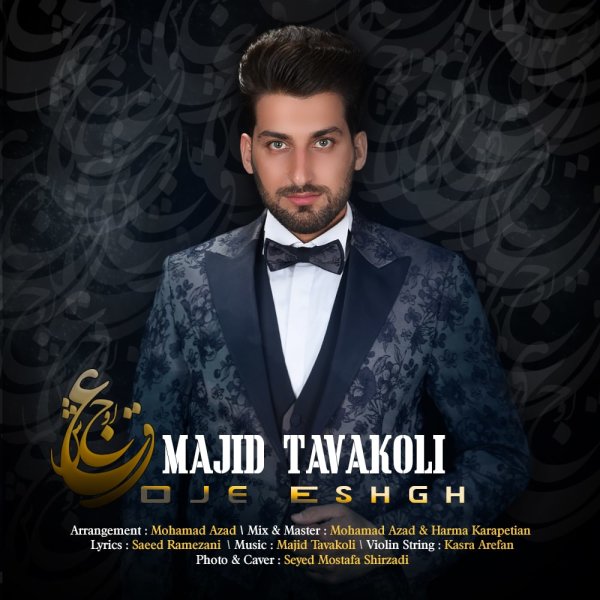 اوج عشق
MAJID TAVAKOLI
OJE ESHGH
Arrangement : Mohamad Azad \ Mix & Master : Mohamad Azad & Harma Karapetian
Lyrics : Saeed Ramezani \ Music : Majid Tavakoli \ Violin String : Kasra Arefan
Photo & Caver : Seyed Mostafa Shirzadi